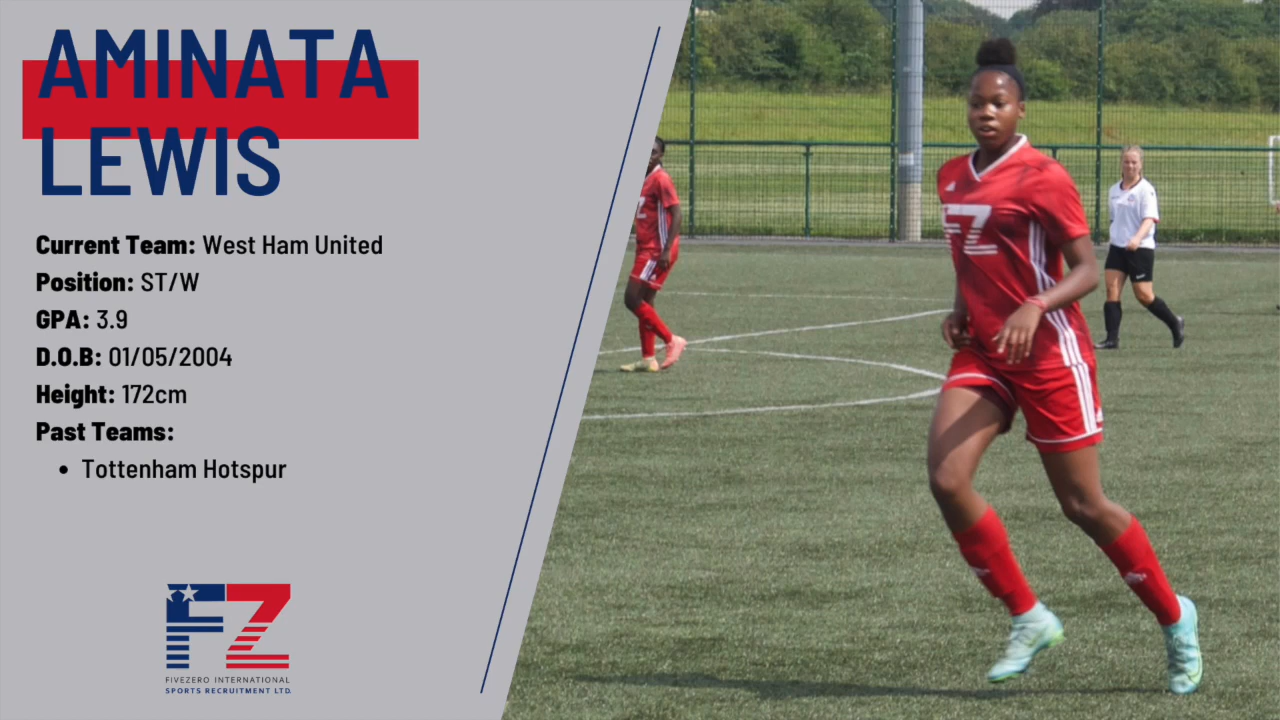 AMINATA
LEWIS
Current Team: West Ham United
Position: ST/W
GPA: 3.9
D.O.B: 01/05/2004
Height: 172cm
Past Teams:
• Tottenham Hotspur
FZ
FIVEZERO INTERNATIONAL
SPORTS RECRUITMENT LTD.
FZ
Z